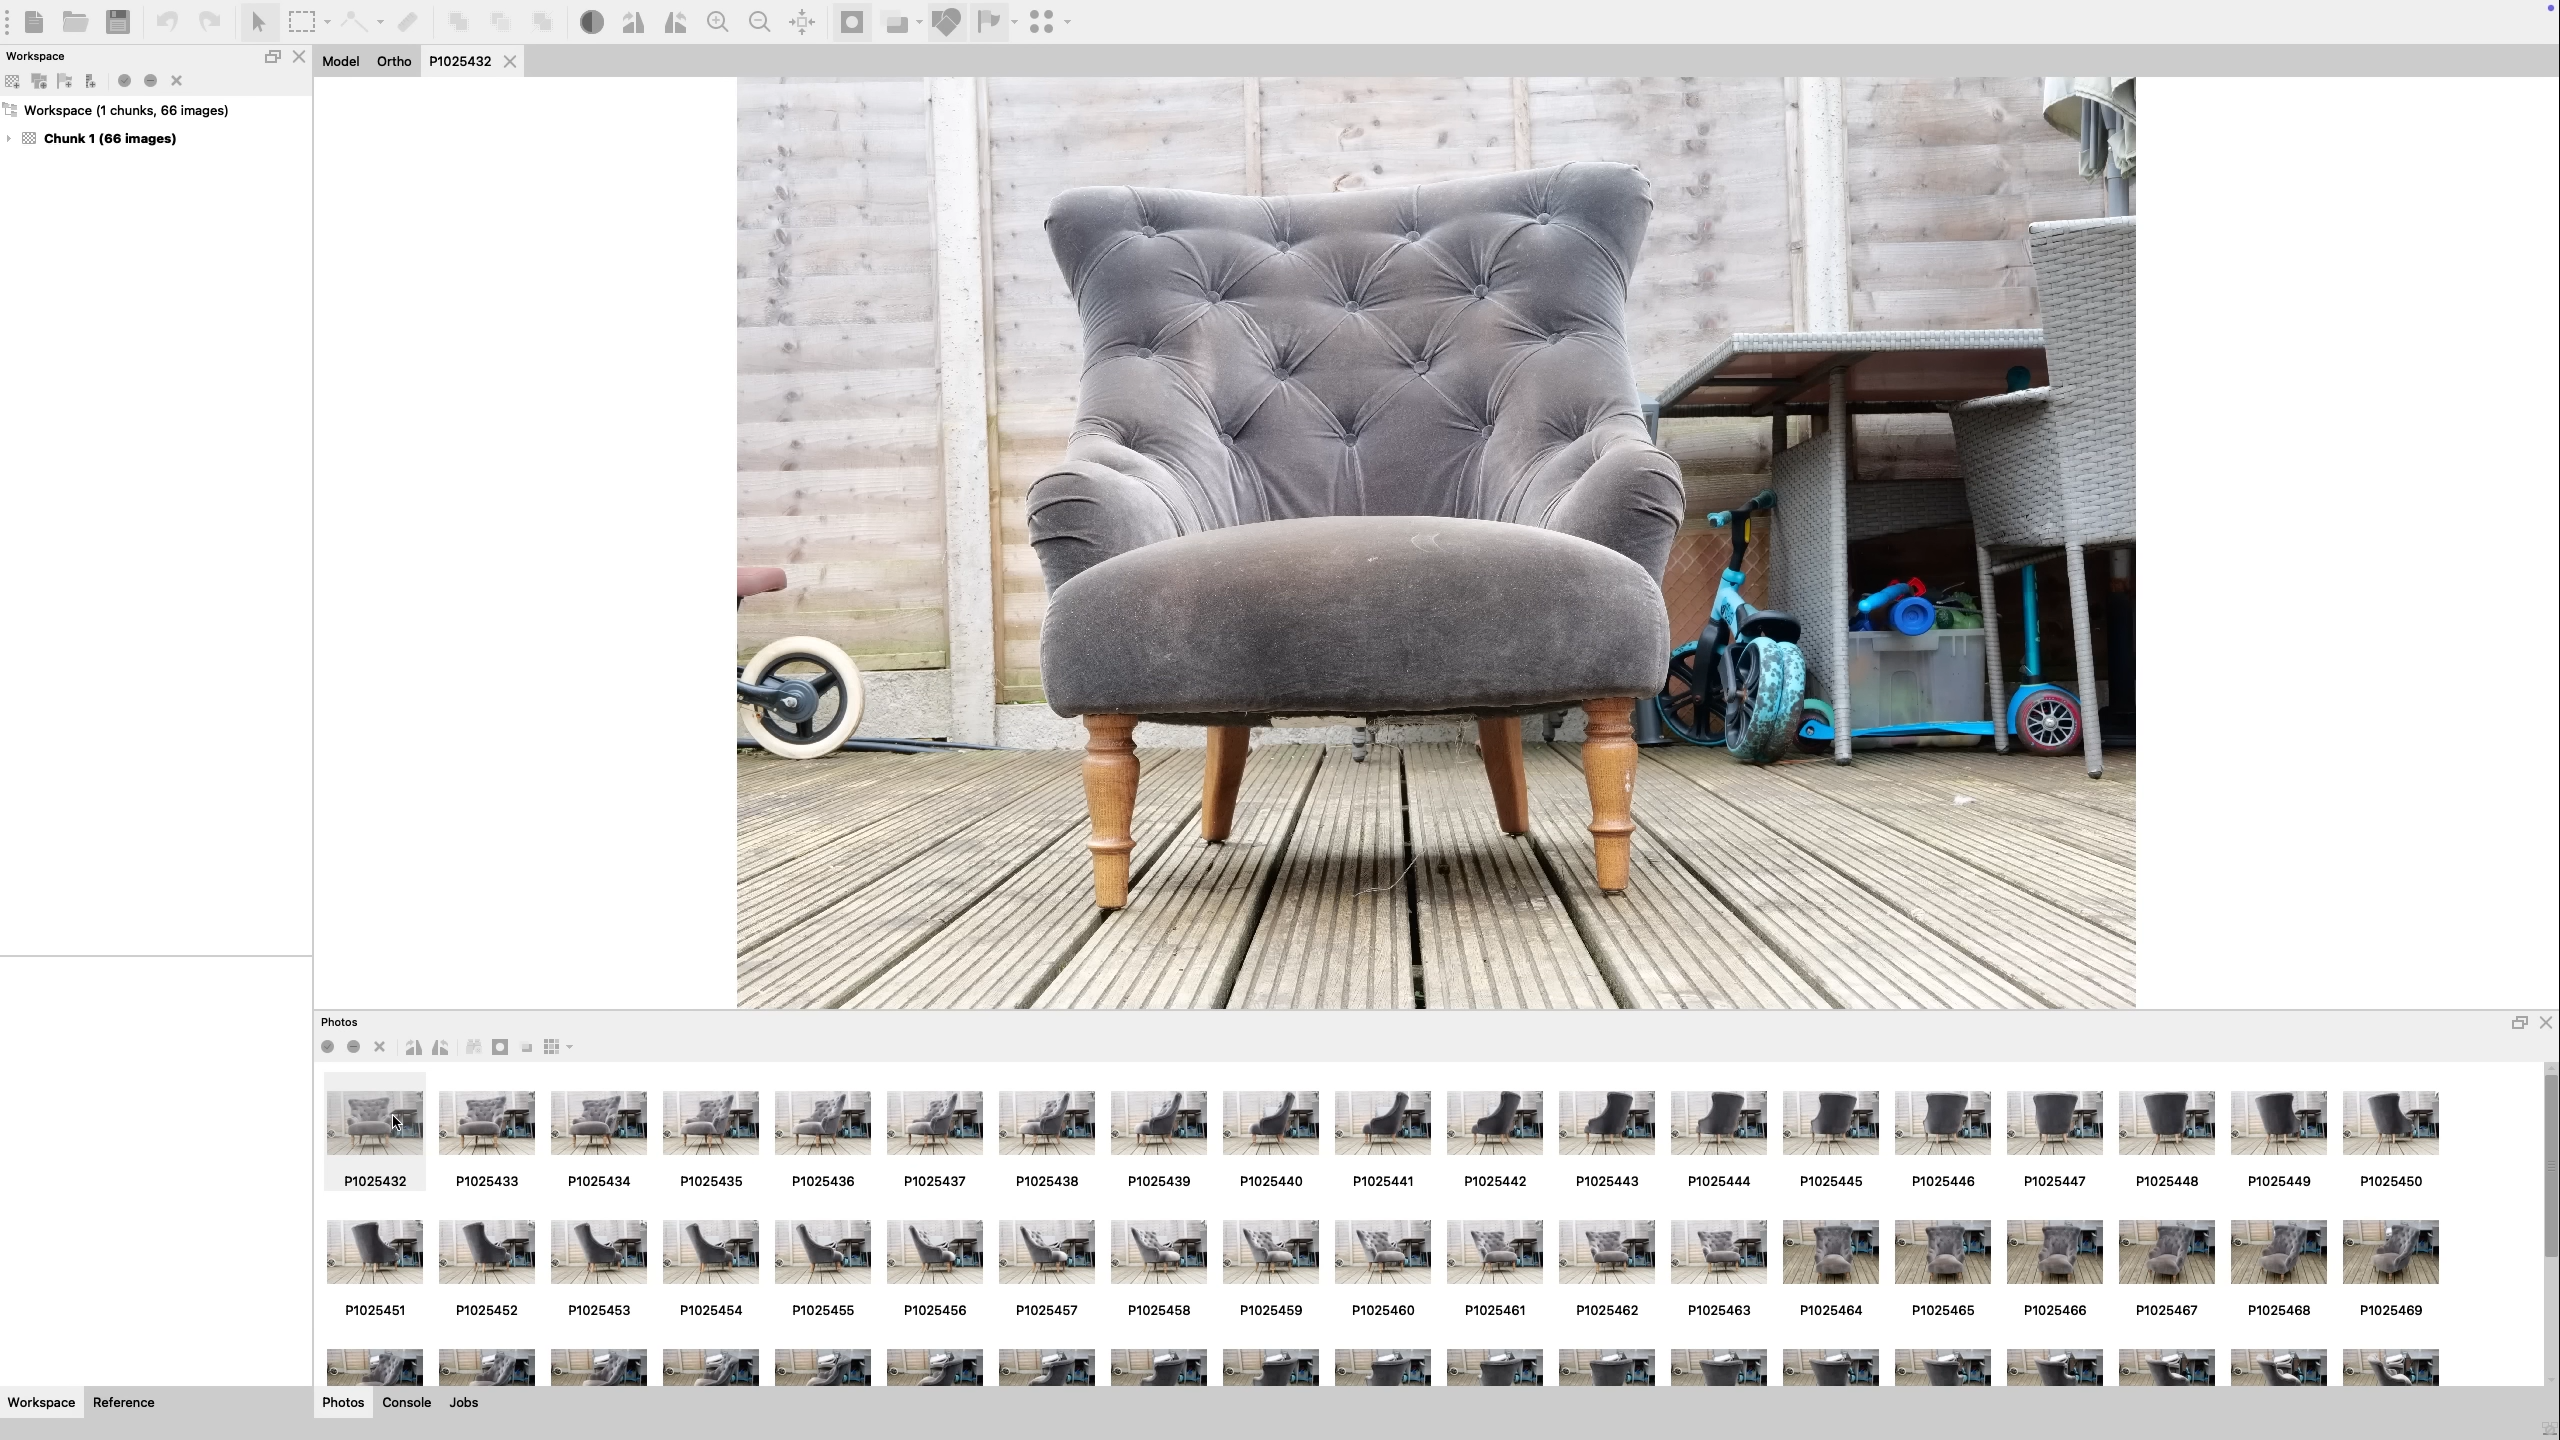 Workspace
Model Ortho P1025432
Workspace (1 chunks, 66 images)
Chunk 1 (66 images)
Photos
P1025432 P1025433 P1025434 P1025435 P1025436 P1025437 P1025438 P1025439 P1025440 P1025441 P1025442 P1025443 P1025444 P1025445 P1025446 P1025447 P1025448 P1025449 P1025450
P1025451 P1025452 P1025453 P1025454 P1025455 P1025456 P1025457 P1025458 P1025459 P1025460 P1025461 P1025462 P1025463 P1025464 P1025465 P1025466 P1025467 P1025468 P1025469
Workspace Reference Photos Console Jobs